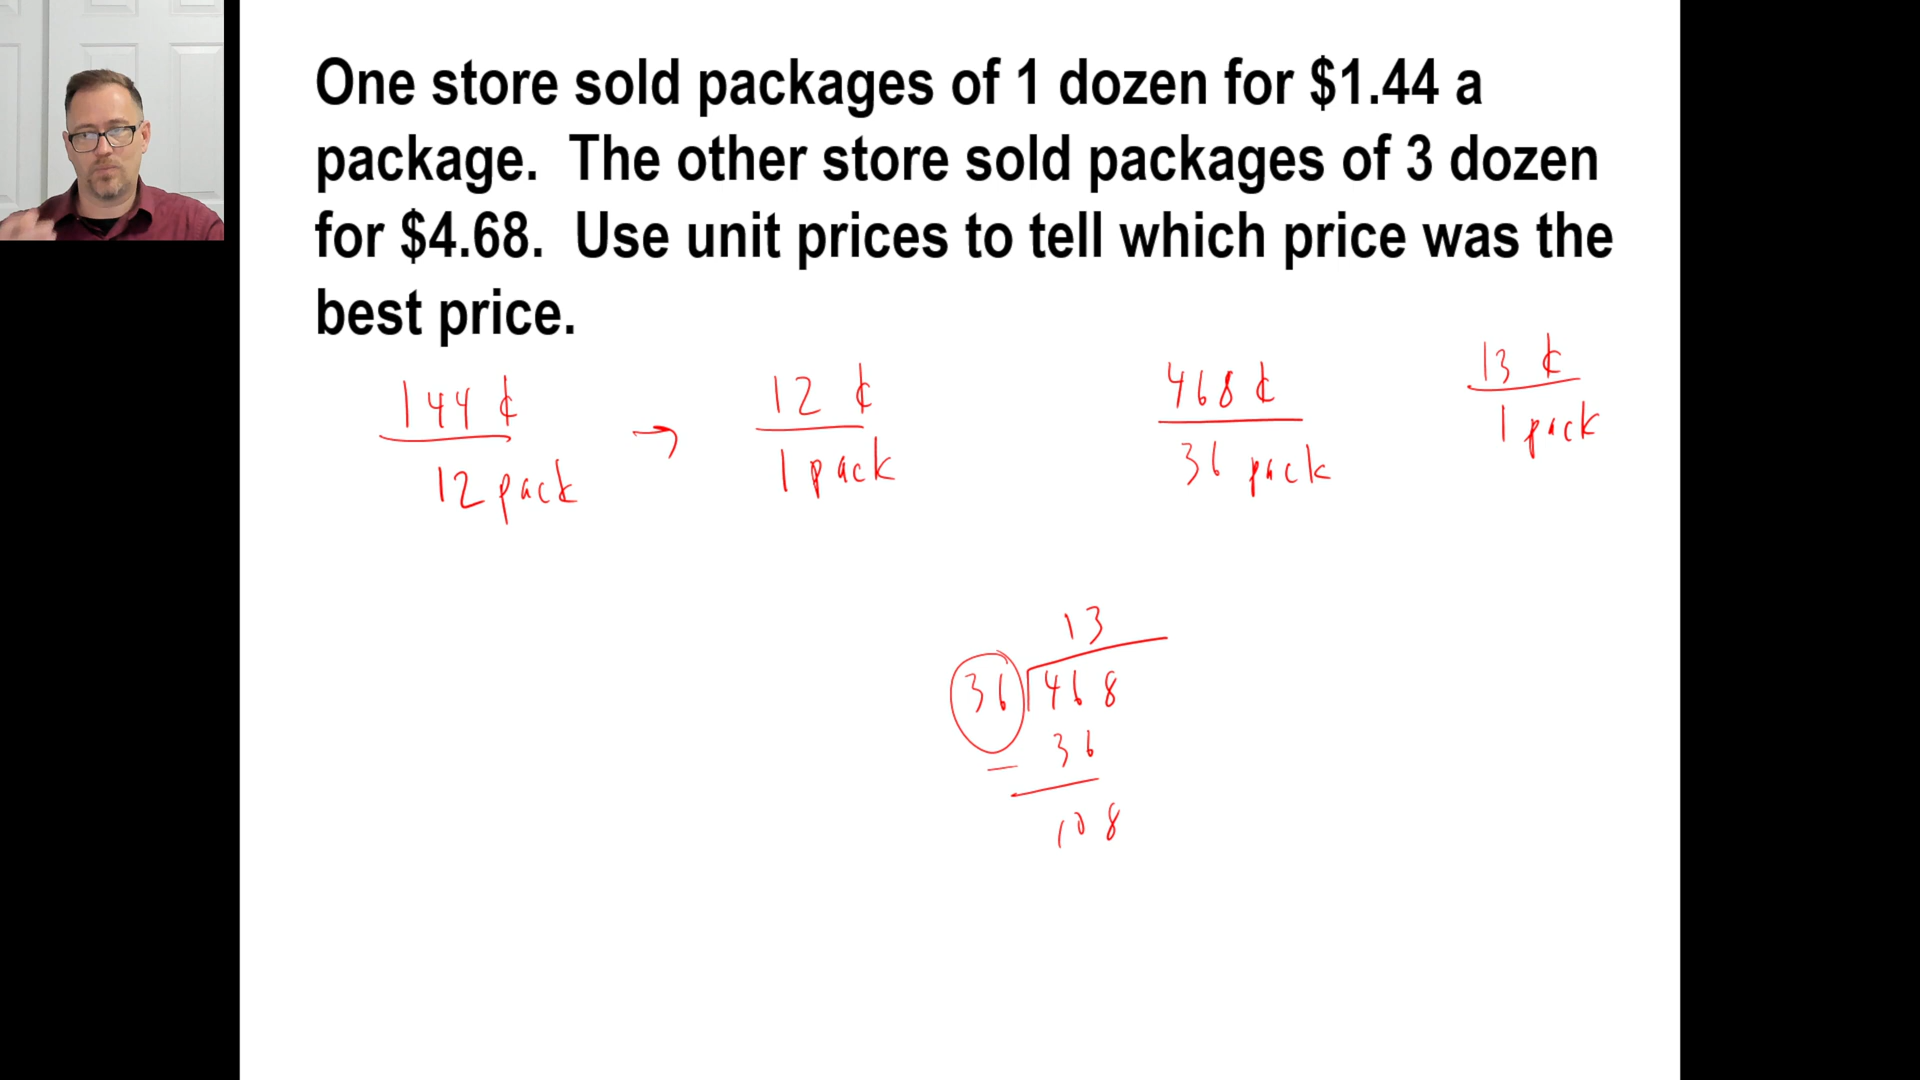 One store sold packages of 1 dozen for $1.44 a
package. The other store sold packages of 3 dozen
for $4.68. Use unit prices to tell which price was the
best price.
144 ¢
12 pack
→
12 ¢
1 pack
468 ¢
36 pack
13 ¢
1 pack
13
36 468
- 36
108